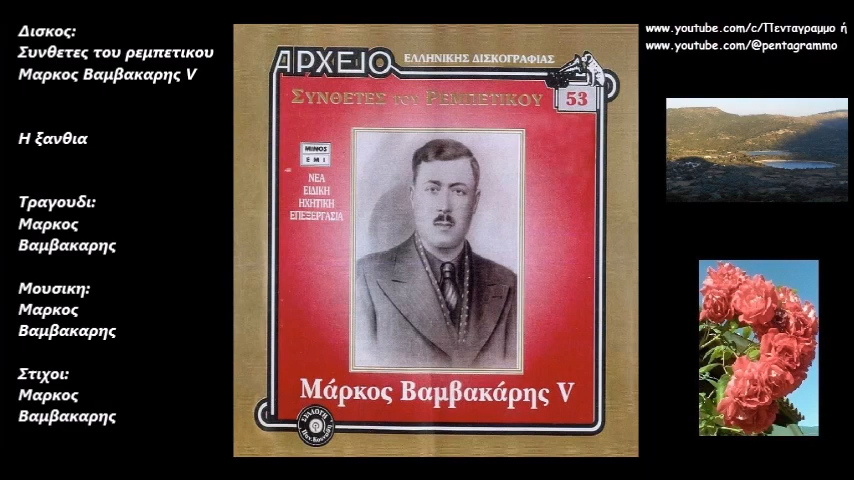 Δισκος:
Συνθετες του ρεμπετικου
Μαρκος Βαμβακαρης V
Η ξανθια
Τραγουδι:
Μαρκος
Βαμβακαρης
Μουσικη:
Μαρκος
Βαμβακαρης
Στιχοι:
Μαρκος
Βαμβακαρης
ΑΡΧΕΙΟ ΕΛΛΗΝΙΚΗΣ ΔΙΣΚΟΓΡΑΦΙΑΣ
ΣΥΝΘΕΤΕΣ ΤΟΥ ΡΕΜΠΕΤΙΚΟΥ 53
MINOS
EMI
ΝΕΑ
ΕΙΔΙΚΗ
ΗΧΗΤΙΚΗ
ΕΠΕΞΕΡΓΑΣΙΑ
Μάρκος Βαμβακάρης V
ΣΥΛΛΟΓΗ
www.youtube.com/c/Πενταγραμμο ή
www.youtube.com/@pentagrammo